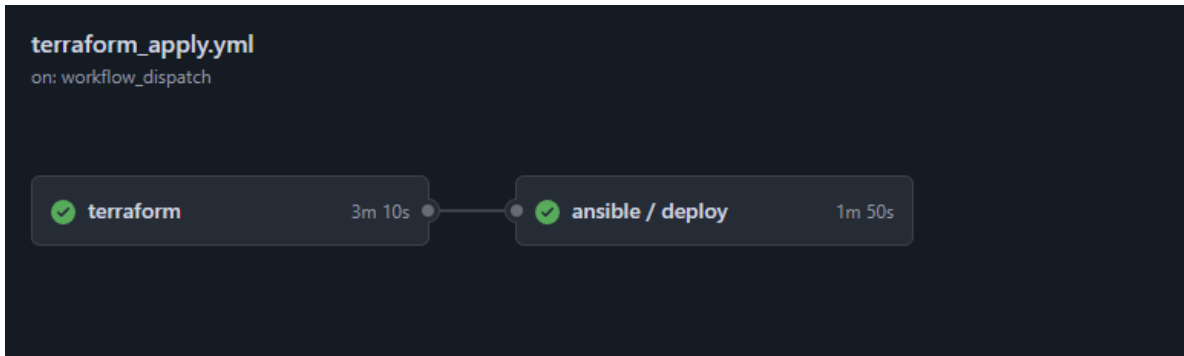 terraform_apply.yml
on: workflow_dispatch
terraform 3m 10s
ansible / deploy 1m 50s